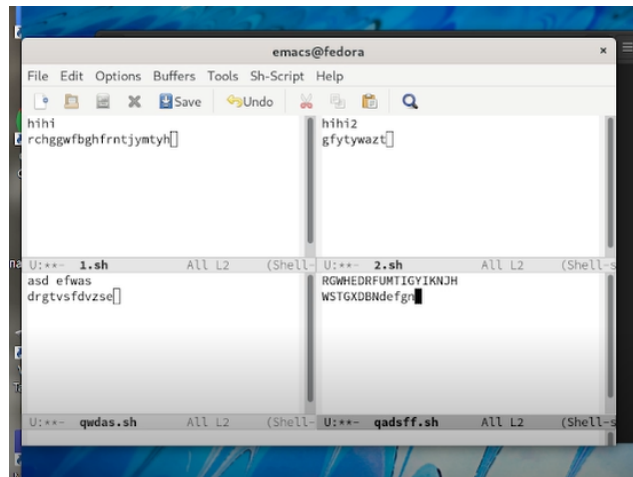 emacs@fedora
File Edit Options Buffers Tools Sh-Script Help
Save Undo
hihi
rchggwfbghfrntjymtyh
U:**- 1.sh All L2 (Shell-
hihi2
gfytywazt
U:**- 2.sh All L2 (Shell-s
asd efwas
drgtvsfdvzse
U:**- qwdas.sh All L2 (Shell-
RGWHEDRFUMTIGYIKNJH
WSTGXDBNdefgn
U:**- qadsff.sh All L2 (Shell-s